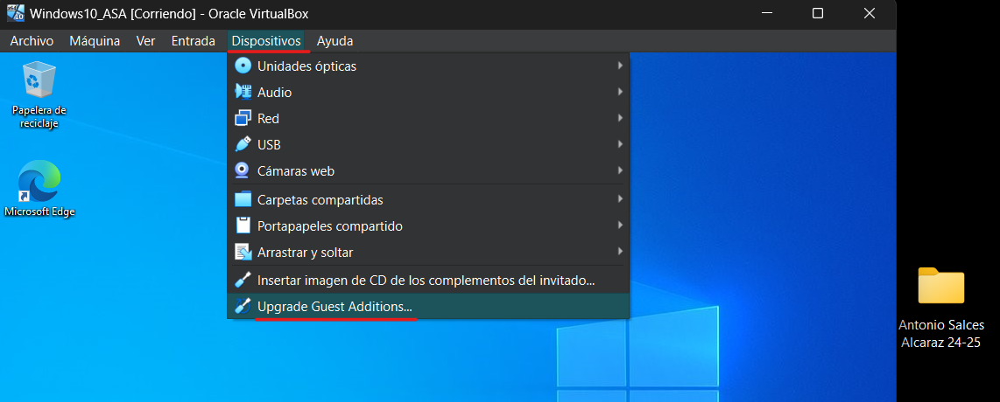 Windows10_ASA [Corriendo] - Oracle VirtualBox
Archivo Máquina Ver Entrada Dispositivos Ayuda
Papelera de
reciclaje
Microsoft Edge
Unidades ópticas
Audio
Red
USB
Cámaras web
Carpetas compartidas
Portapapeles compartido
Arrastrar y soltar
Insertar imagen de CD de los complementos del invitado...
Upgrade Guest Additions...
Antonio Salces
Alcaraz 24-25